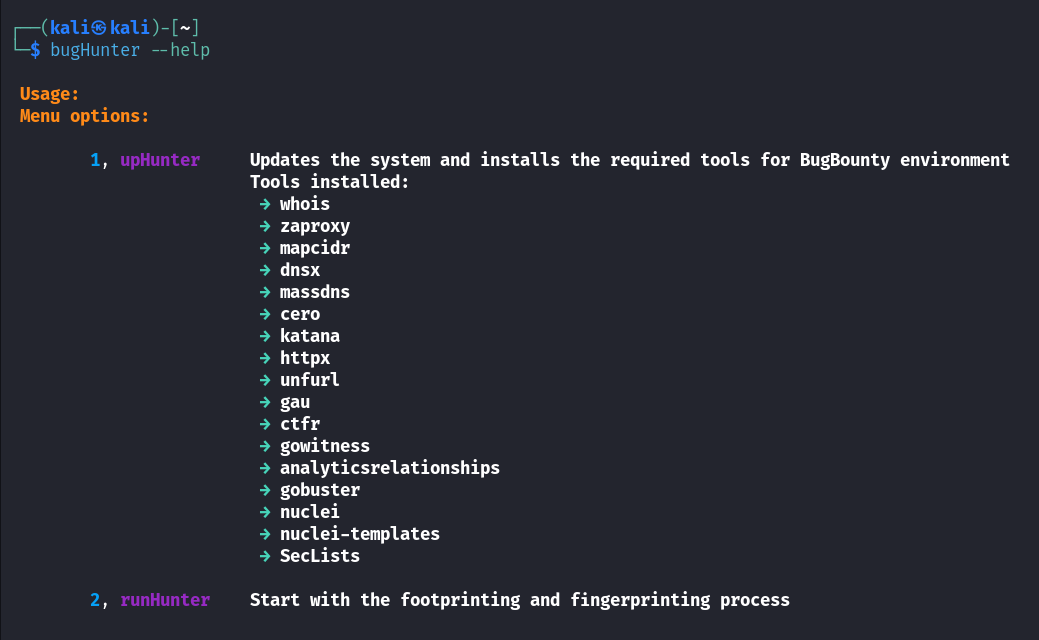 ┌──(kali㉿kali)-[~]
└─$ bugHunter --help
Usage:
Menu options:
1, upHunter Updates the system and installs the required tools for BugBounty environment
Tools installed:
→ whois
→ zaproxy
→ mapcidr
→ dnsx
→ massdns
→ cero
→ katana
→ httpx
→ unfurl
→ gau
→ ctfr
→ gowitness
→ analyticsrelationships
→ gobuster
→ nuclei
→ nuclei-templates
→ SecLists
2, runHunter Start with the footprinting and fingerprinting process